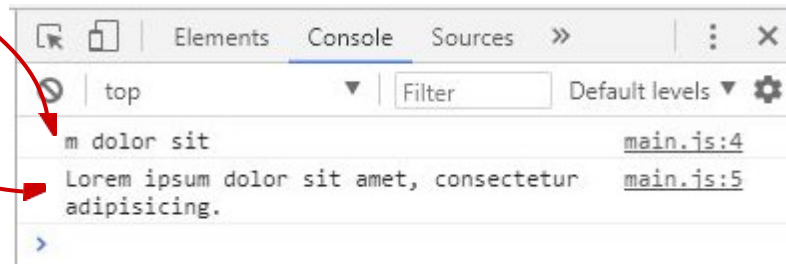 Elements Console Sources »
top Filter Default levels
m dolor sit main.js:4
Lorem ipsum dolor sit amet, consectetur main.js:5
adipisicing.
>